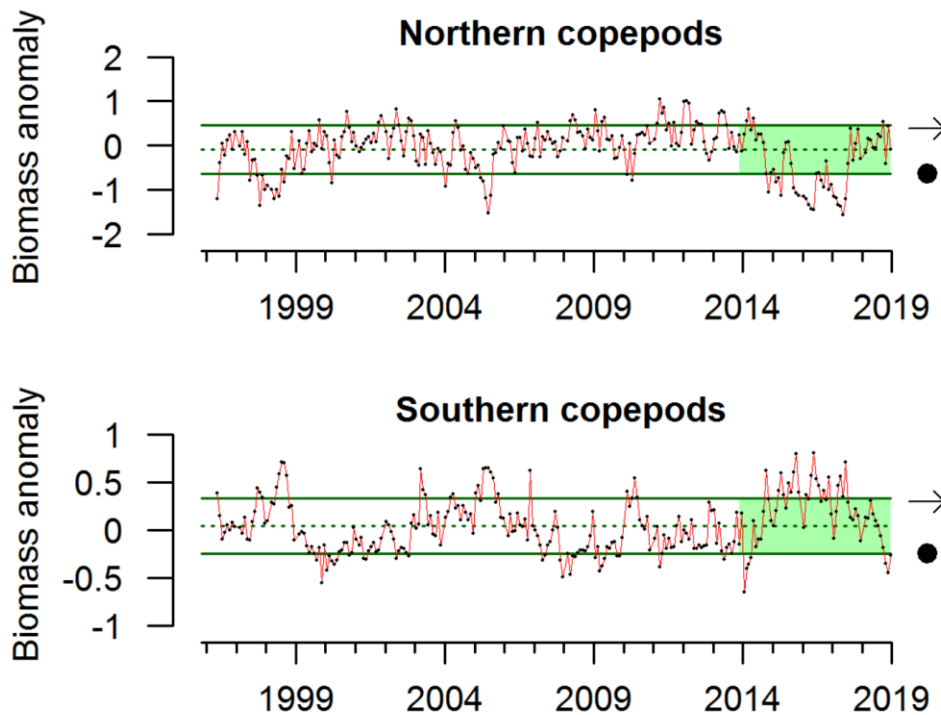 Northern copepods
Biomass anomaly
2
1
0
-1
-2
1999 2004 2009 2014 2019
Southern copepods
Biomass anomaly
1
0.5
0
-0.5
-1
1999 2004 2009 2014 2019